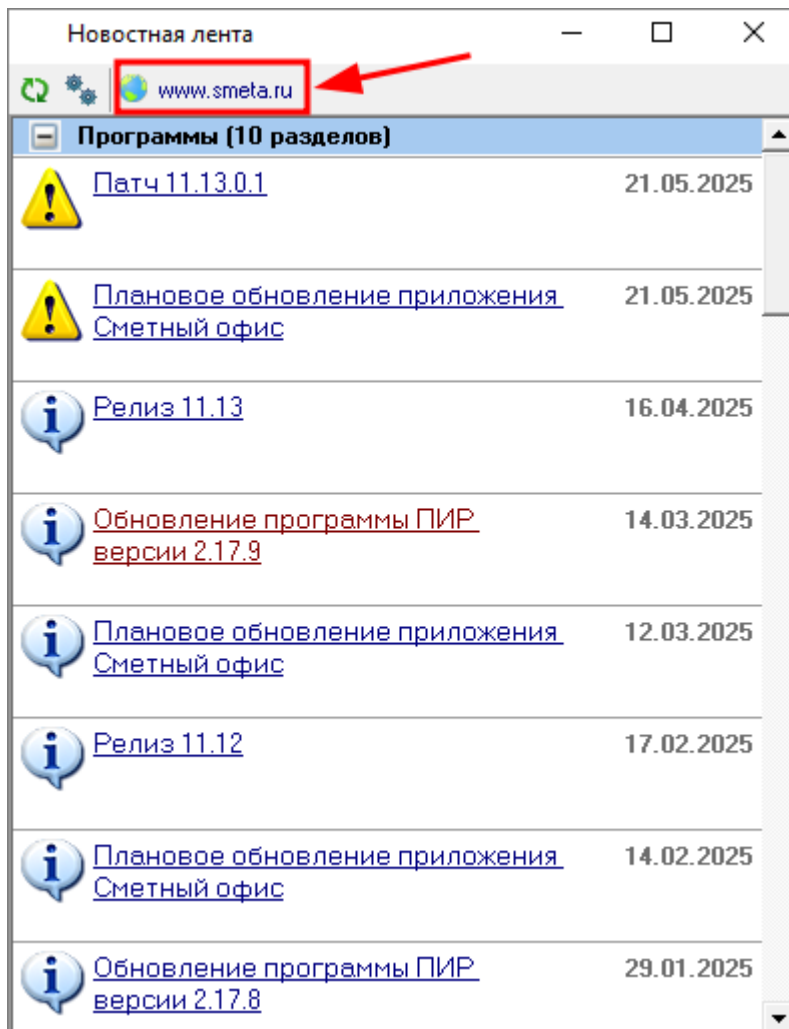 Новостная лента
www.smeta.ru
Программы (10 разделов)
Патч 11.13.0.1 21.05.2025
Плановое обновление приложения 21.05.2025
Сметный офис
Релиз 11.13 16.04.2025
Обновление программы ПИР 14.03.2025
версии 2.17.9
Плановое обновление приложения 12.03.2025
Сметный офис
Релиз 11.12 17.02.2025
Плановое обновление приложения 14.02.2025
Сметный офис
Обновление программы ПИР 29.01.2025
версии 2.17.8